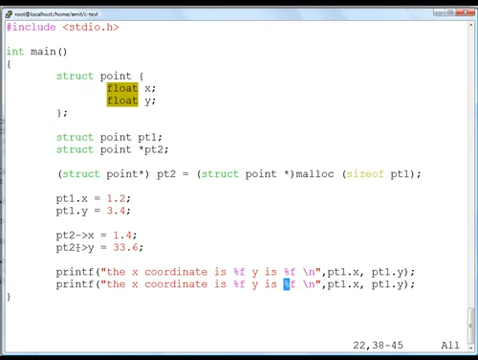 root@localhost:/home/amit/c-test
#include <stdio.h>
int main()
{
struct point {
float x;
float y;
};
struct point pt1;
struct point *pt2;
(struct point*) pt2 = (struct point *)malloc (sizeof pt1);
pt1.x = 1.2;
pt1.y = 3.4;
pt2->x = 1.4;
pt2->y = 33.6;
printf("the x coordinate is %f y is %f \n",pt1.x, pt1.y);
printf("the x coordinate is %f y is %f \n",pt1.x, pt1.y);
}
22,38-45 All